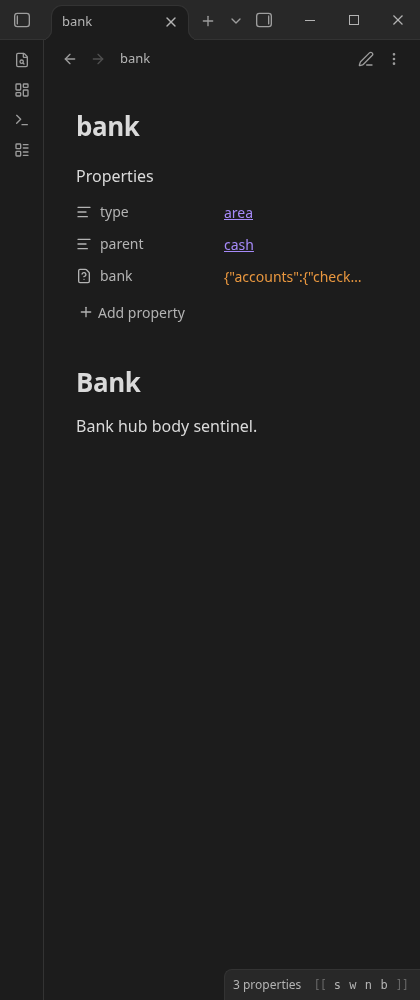 bank
bank
bank
Properties
type area
parent cash
bank {"accounts":{"check...
Add property
Bank
Bank hub body sentinel.
3 properties [[ s w n b ]]